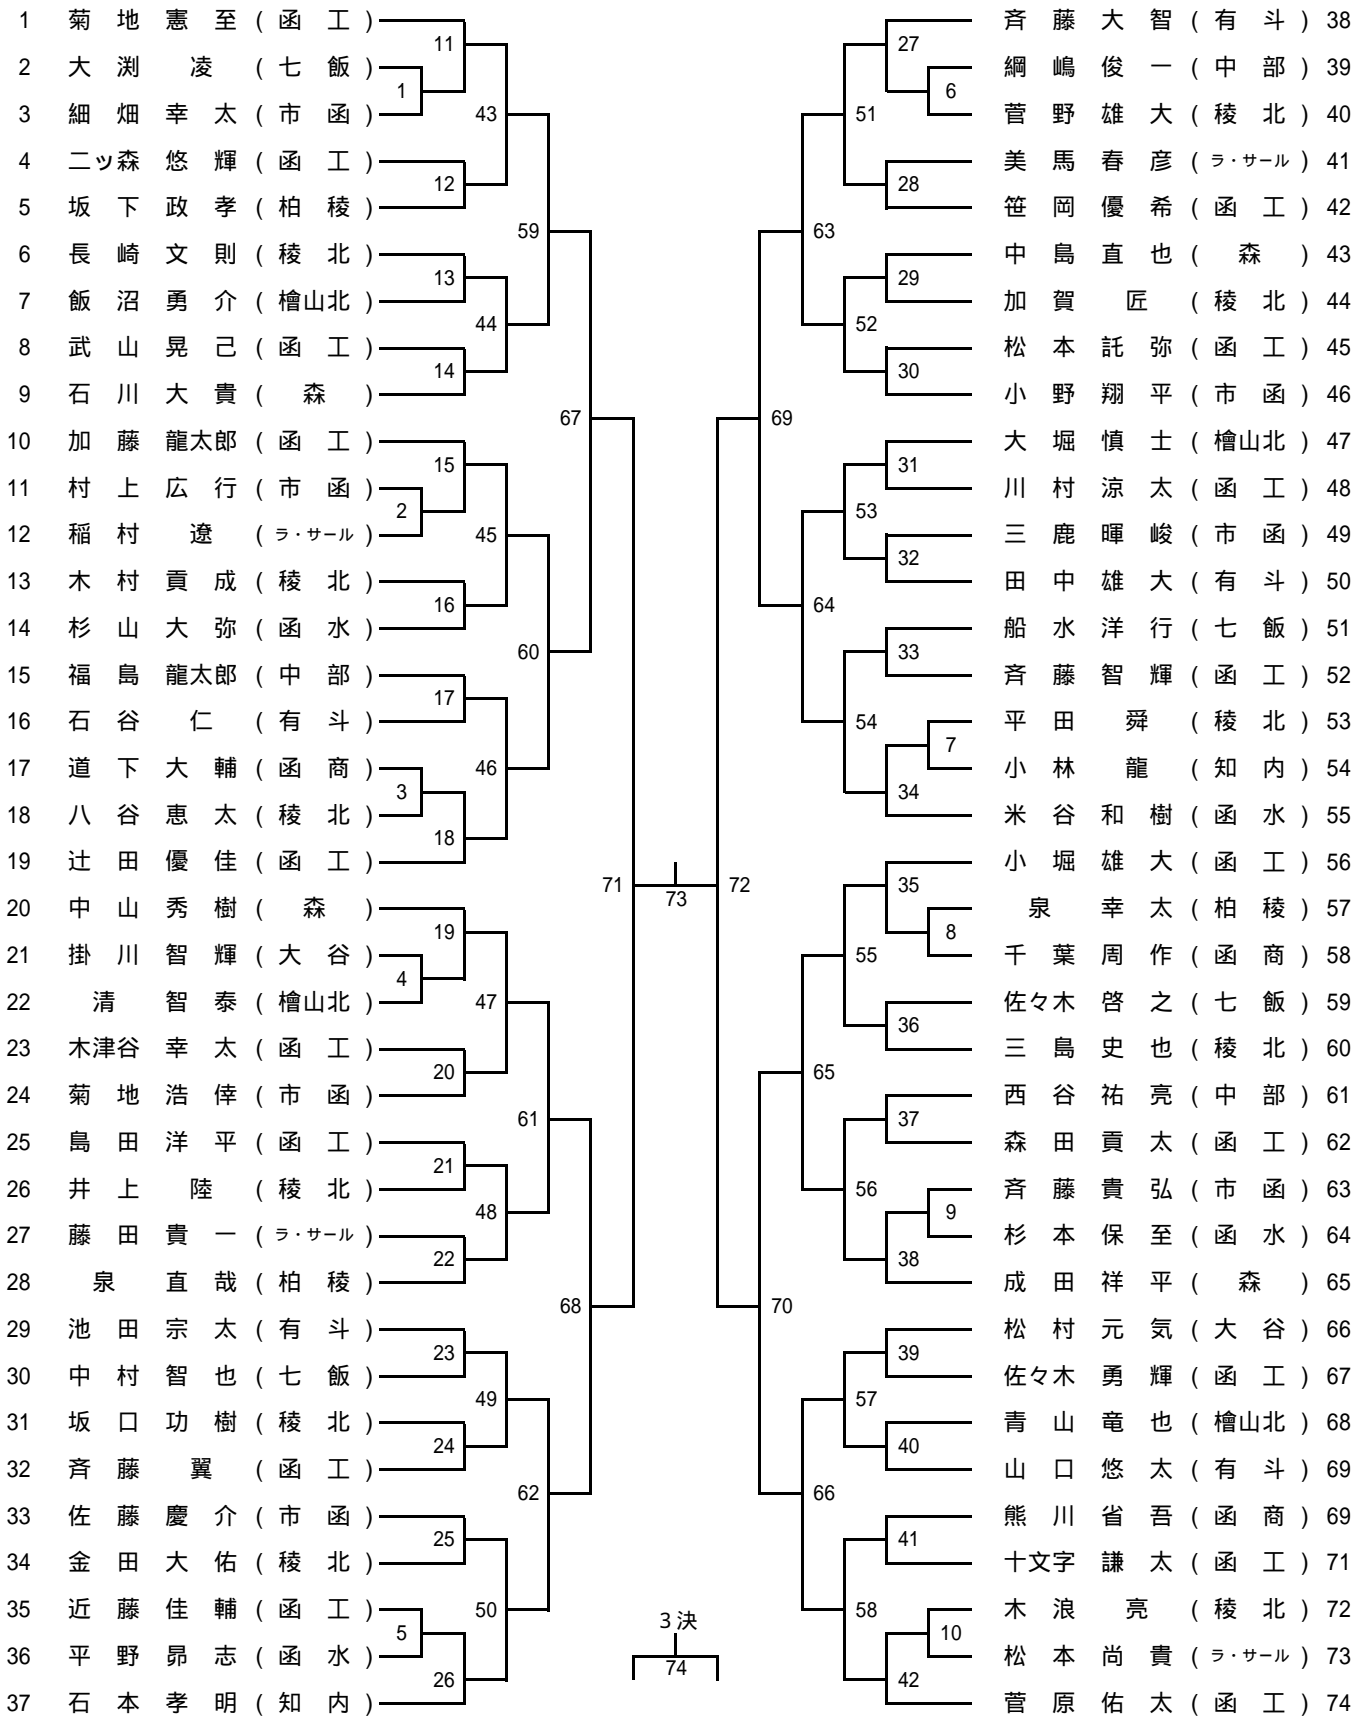 1 菊地憲至 (函工)
2 大渕凌 (七飯)
3 細畑幸太 (市函)
4 二ッ森悠輝 (函工)
5 坂下政孝 (柏稜)
6 長崎文則 (稜北)
7 飯沼勇介 (檜山北)
8 武山晃己 (函工)
9 石川大貴 (森)
10 加藤龍太郎 (函工)
11 村上広行 (市函)
12 稲村遼 (ラ・サール)
13 木村貢成 (稜北)
14 杉山大弥 (函水)
15 福島龍太郎 (中部)
16 石谷仁 (有斗)
17 道下大輔 (函商)
18 八谷恵太 (稜北)
19 辻田優佳 (函工)
20 中山秀樹 (森)
21 掛川智輝 (大谷)
22 清智泰 (檜山北)
23 木津谷幸太 (函工)
24 菊地浩倖 (市函)
25 島田洋平 (函工)
26 井上陸 (稜北)
27 藤田貴一 (ラ・サール)
28 泉直哉 (柏稜)
29 池田宗太 (有斗)
30 中村智也 (七飯)
31 坂口功樹 (稜北)
32 斉藤翼 (函工)
33 佐藤慶介 (市函)
34 金田大佑 (稜北)
35 近藤佳輔 (函工)
36 平野昴志 (函水)
37 石本孝明 (知内)
1
2
3
4
5
11
12
13
14
15
16
17
18
19
20
21
22
23
24
25
26
43
44
45
46
47
48
49
50
59
60
61
62
67
68
71
73
72
3決
74
69
70
63
64
65
66
51
52
53
54
55
56
57
58
27
28
29
30
31
32
33
34
35
36
37
38
39
40
41
42
6
7
8
9
10
斉藤大智 (有斗) 38
綱嶋俊一 (中部) 39
菅野雄大 (稜北) 40
美馬春彦 (ラ・サール) 41
笹岡優希 (函工) 42
中島直也 (森) 43
加賀匠 (稜北) 44
松本託弥 (函工) 45
小野翔平 (市函) 46
大堀慎士 (檜山北) 47
川村涼太 (函工) 48
三鹿暉峻 (市函) 49
田中雄大 (有斗) 50
船水洋行 (七飯) 51
斉藤智輝 (函工) 52
平田舜 (稜北) 53
小林龍 (知内) 54
米谷和樹 (函水) 55
小堀雄大 (函工) 56
泉幸太 (柏稜) 57
千葉周作 (函商) 58
佐々木啓之 (七飯) 59
三島史也 (稜北) 60
西谷祐亮 (中部) 61
森田貢太 (函工) 62
斉藤貴弘 (市函) 63
杉本保至 (函水) 64
成田祥平 (森) 65
松村元気 (大谷) 66
佐々木勇輝 (函工) 67
青山竜也 (檜山北) 68
山口悠太 (有斗) 69
熊川省吾 (函商) 69
十文字謙太 (函工) 71
木浪亮 (稜北) 72
松本尚貴 (ラ・サール) 73
菅原佑太 (函工) 74